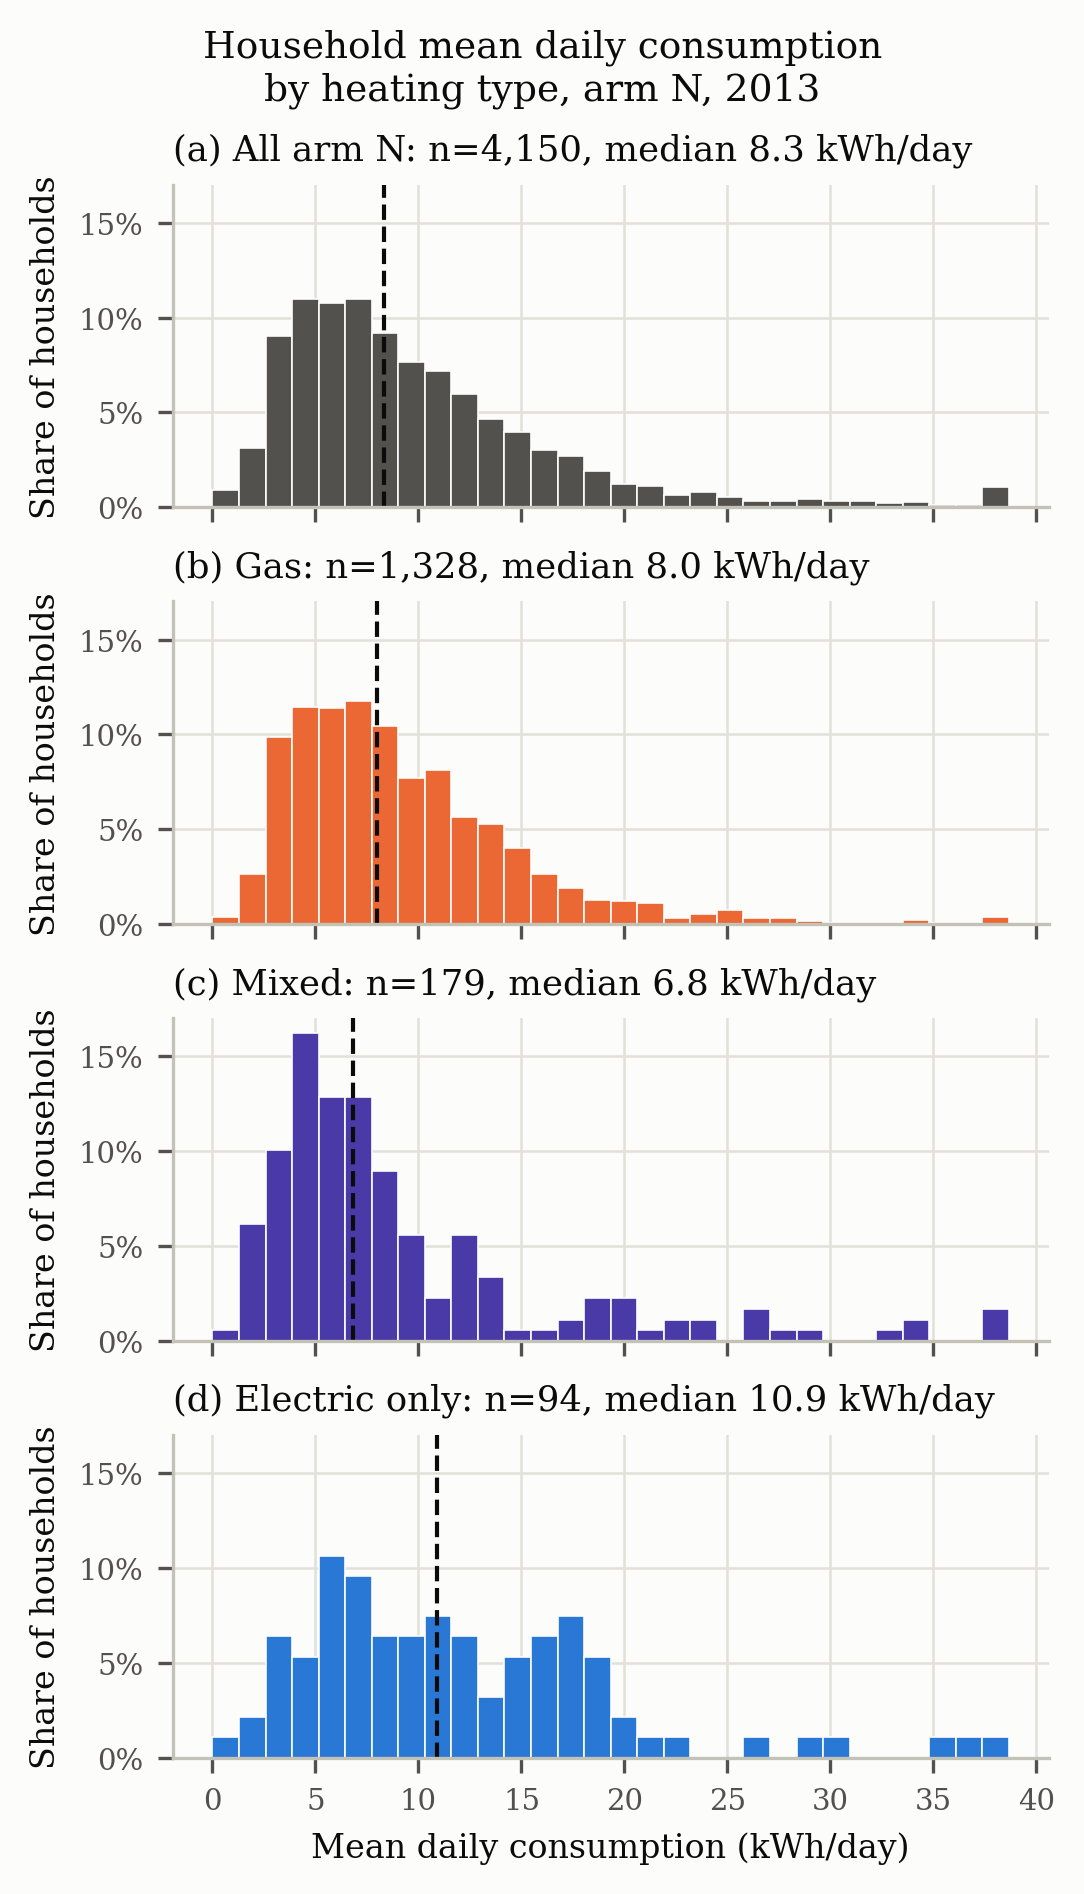 Household mean daily consumption
by heating type, arm N, 2013
(a) All arm N: n=4,150, median 8.3 kWh/day
Share of households
15%
10%
5%
0%
(b) Gas: n=1,328, median 8.0 kWh/day
Share of households
15%
10%
5%
0%
(c) Mixed: n=179, median 6.8 kWh/day
Share of households
15%
10%
5%
0%
(d) Electric only: n=94, median 10.9 kWh/day
Share of households
15%
10%
5%
0%
0 5 10 15 20 25 30 35 40
Mean daily consumption (kWh/day)